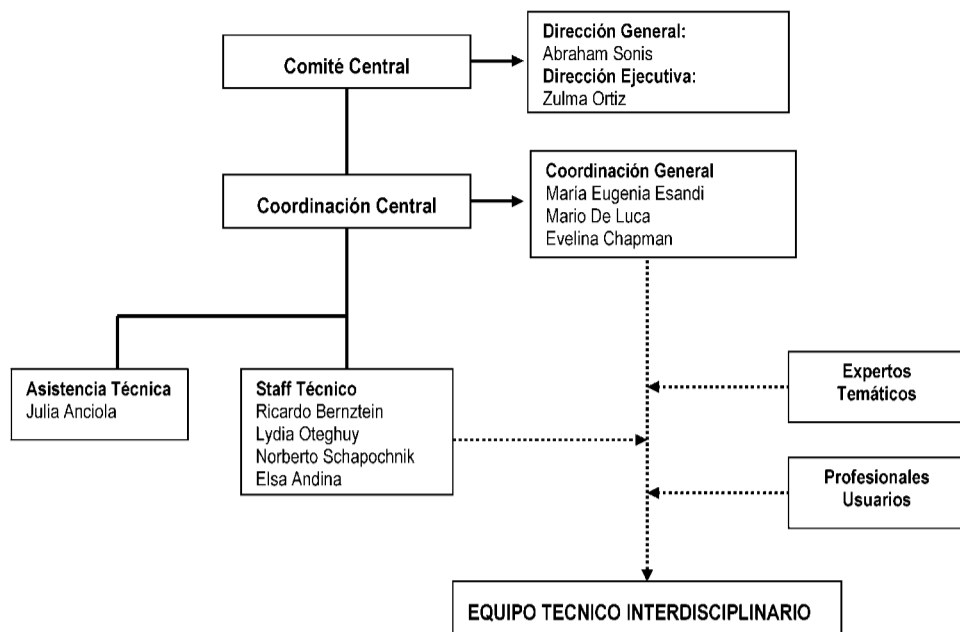 Dirección General:
Abraham Sonis
Dirección Ejecutiva:
Zulma Ortiz
Comité Central
Coordinación General
María Eugenia Esandi
Mario De Luca
Evelina Chapman
Coordinación Central
Expertos
Temáticos
Asistencia Técnica
Julia Anciola
Staff Técnico
Ricardo Bernztein
Lydia Oteghuy
Norberto Schapochnik
Elsa Andina
Profesionales
Usuarios
EQUIPO TECNICO INTERDISCIPLINARIO